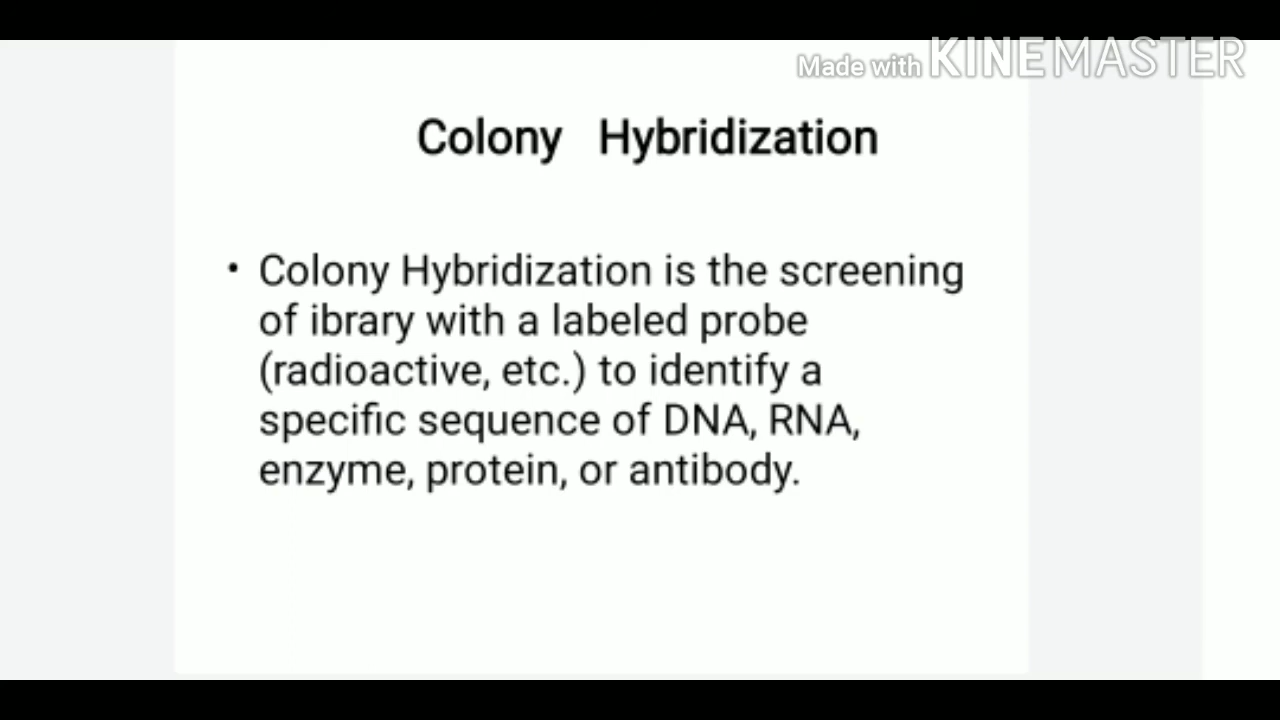 Made with KINEMASTER
Colony Hybridization
• Colony Hybridization is the screening
of ibrary with a labeled probe
(radioactive, etc.) to identify a
specific sequence of DNA, RNA,
enzyme, protein, or antibody.